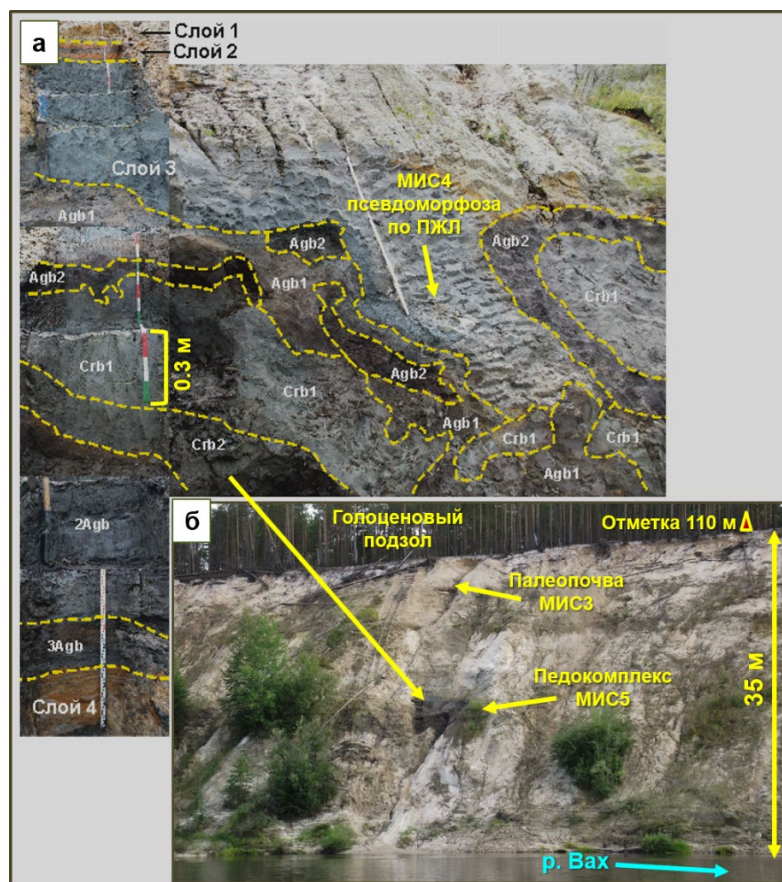 а
Слой 1
Слой 2
Слой 3
Agb1
МИС4
псевдоморфоза
по ПЖЛ
Agb2
Agb2
Agb2
Agb1
Crb1
Crb1
0.3 м
Crb1
Agb2
Crb2
Agb1
Crb1
Crb1
Agb1
2Agb
3Agb
Слой 4
б
Голоценовый
подзол
Отметка 110 м
Палеопочва
МИС3
Педокомплекс
МИС5
35 м
р. Вах